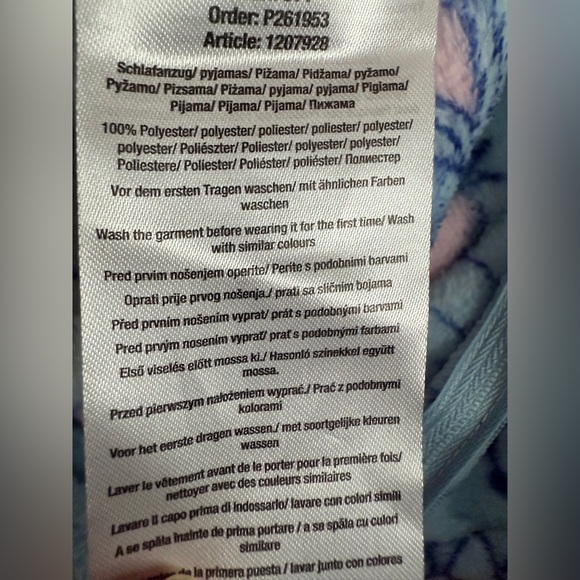 Order: P261953
Article: 1207928
Schlafanzug/ pyjamas/ Pižama/ Pidžama/ pyžamo/
Pyžamo/ Pizsama/ Piżama/ pyjama/ pyjama/ Pigiama/
Pijama/ Pijama/ Pijama/ Пижама
100% Polyester/ polyester/ poliester/ poliester/ polyester/
polyester/ Poliészter/ Poliester/ polyester/ polyester/
Poliestere/ Poliester/ Poliéster/ poliéster/ Полиестер
Vor dem ersten Tragen waschen/ mit ähnlichen Farben
waschen
Wash the garment before wearing it for the first time/ Wash
with similar colours
Pred prvim nošenjem operite/ Perite s podobnimi barvami
Oprati prije prvog nošenja./ prati sa sličnim bojama
Před prvním nošením vyprat/ prát s podobnými barvami
Pred prvým nosením vyprať/ prať s podobnými farbami
Első viselés előtt mossa ki./ Hasonló színekkel együtt
mossa.
Przed pierwszym nałożeniem wyprać./ Prać z podobnymi
kolorami
Voor het eerste dragen wassen./ met soortgelijke kleuren
wassen
Laver le vêtement avant de le porter pour la première fois/
nettoyer avec des couleurs similaires
Lavare il capo prima di indossarlo/ lavare con colori simili
A se spăla înainte de prima purtare / a se spăla cu culori
similare
de la primera puesta / lavar junto con colores